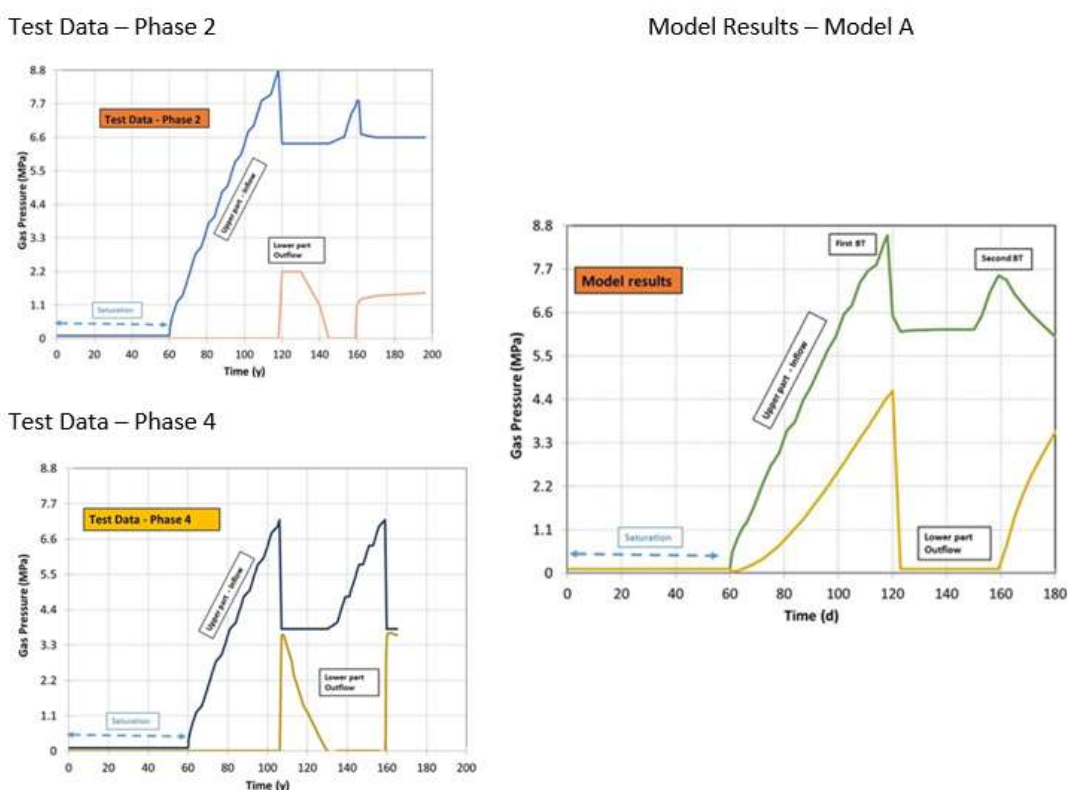 Test Data – Phase 2
Model Results – Model A
8.8
7.7
6.6
5.5
4.4
3.3
2.2
1.1
0
Gas Pressure (MPa)
Test Data - Phase 2
Upper part - Inflow
Lower part
Outflow
Saturation
0 20 40 60 80 100 120 140 160 180 200
Time (y)
Test Data – Phase 4
8.8
7.7
6.6
5.5
4.4
3.3
2.2
1.1
0
Gas Pressure (MPa)
Test Data - Phase 4
Upper part - Inflow
Lower part
Outflow
Saturation
0 20 40 60 80 100 120 140 160 180 200
Time (y)
8.8
7.7
6.6
5.5
4.4
3.3
2.2
1.1
0
Gas Pressure (MPa)
First BT
Second BT
Model results
Upper part - Inflow
Saturation
Lower part
Outflow
0 20 40 60 80 100 120 140 160 180
Time (d)